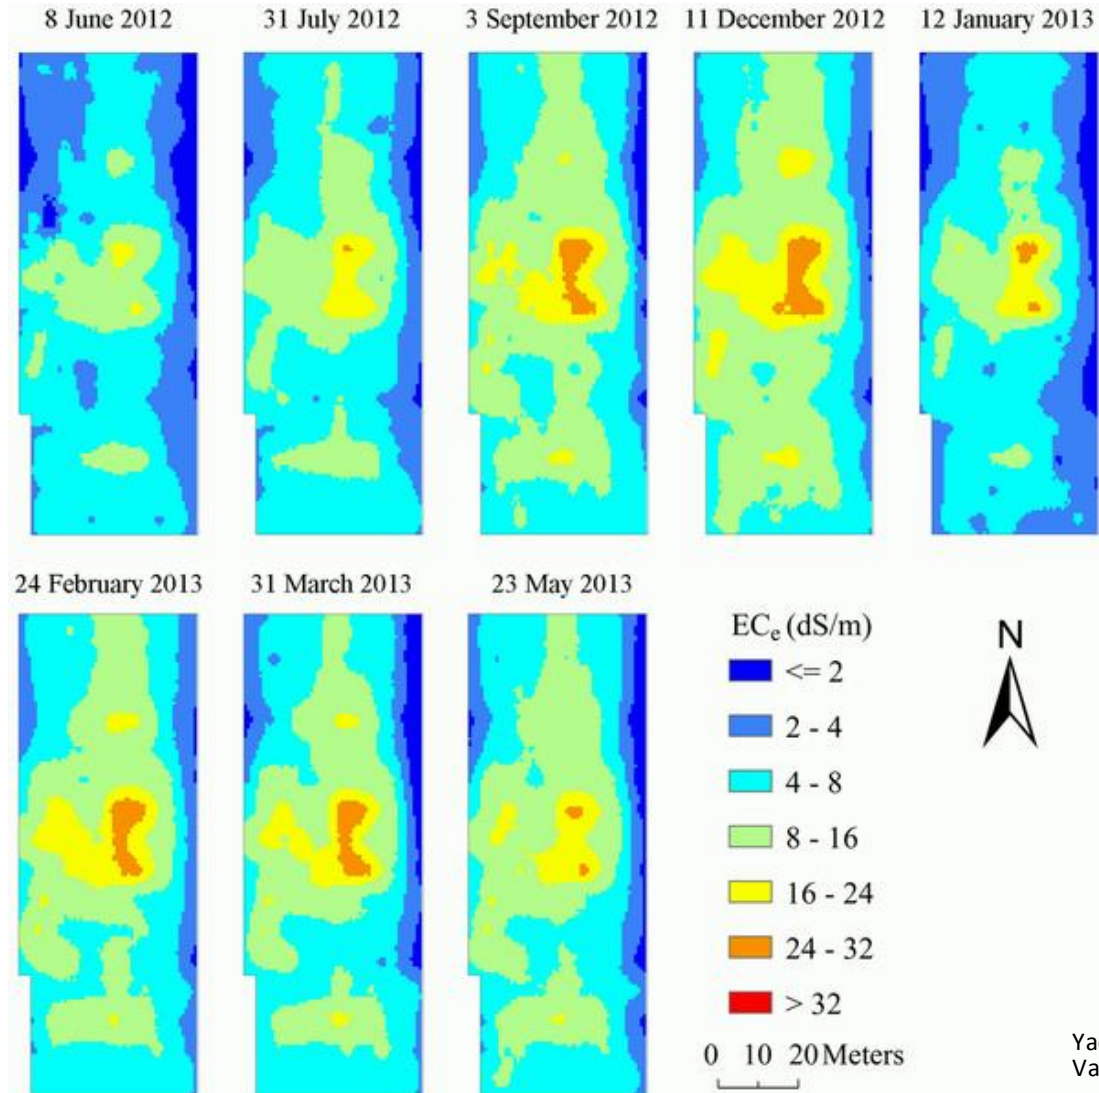 8 June 2012 31 July 2012 3 September 2012 11 December 2012 12 January 2013
24 February 2013 31 March 2013 23 May 2013
ECe (dS/m)
<= 2
2 - 4
4 - 8
8 - 16
16 - 24
24 - 32
> 32
N
0 10 20 Meters